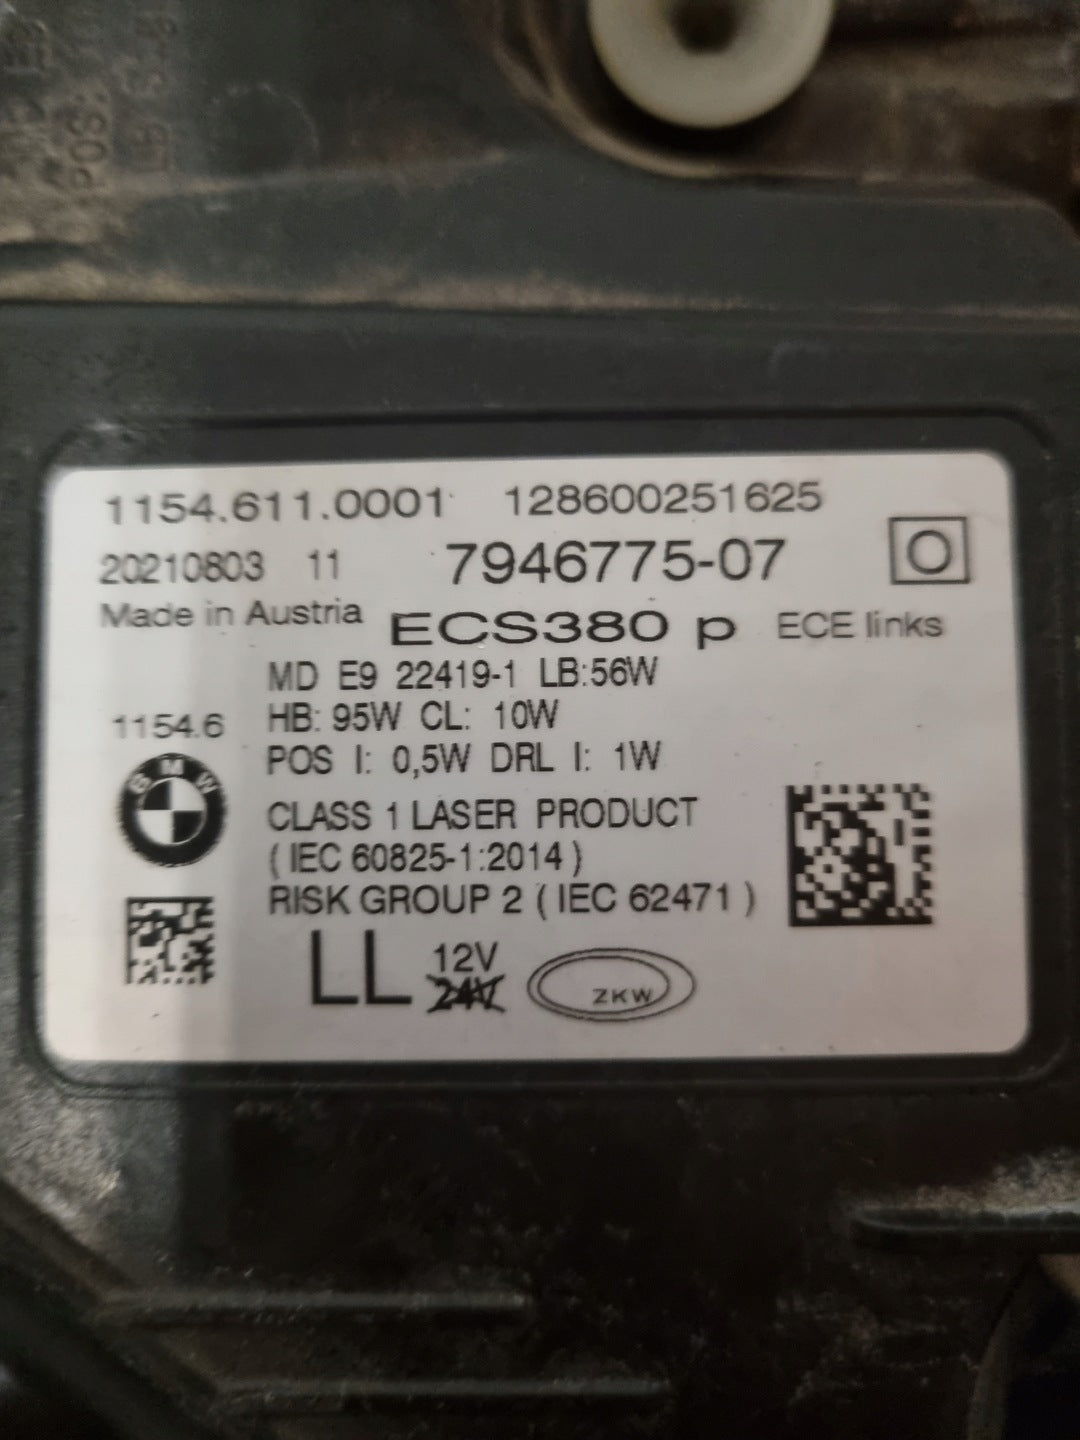 POS:
1154.611.0001 128600251625
20210803 11 7946775-07
Made in Austria ECS380 p ECE links
MD E9 22419-1 LB:56W
1154.6 HB: 95W CL: 10W
POS I: 0,5W DRL I: 1W
BMW
CLASS 1 LASER PRODUCT
( IEC 60825-1:2014 )
RISK GROUP 2 ( IEC 62471 )
LL 12V
24V
ZKW